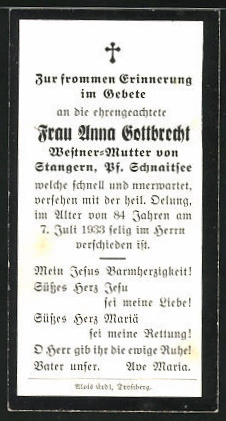 Zur frommen Erinnerung
im Gebete
an die ehrengeachtete
Frau Anna Gottbrecht
Westner-Mutter von
Stangern, Pf. Schnaitsee
welche schnell und unerwartet,
versehen mit der heil. Oelung,
im Alter von 84 Jahren am
7. Juli 1933 selig im Herrn
verschieden ist.
Mein Jesus Barmherzigkeit!
Süßes Herz Jesu
sei meine Liebe!
Süßes Herz Mariä
sei meine Rettung!
O Herr gib ihr die ewige Ruhe!
Vater unser. Ave Maria.
Alois Erdl, Trostberg.